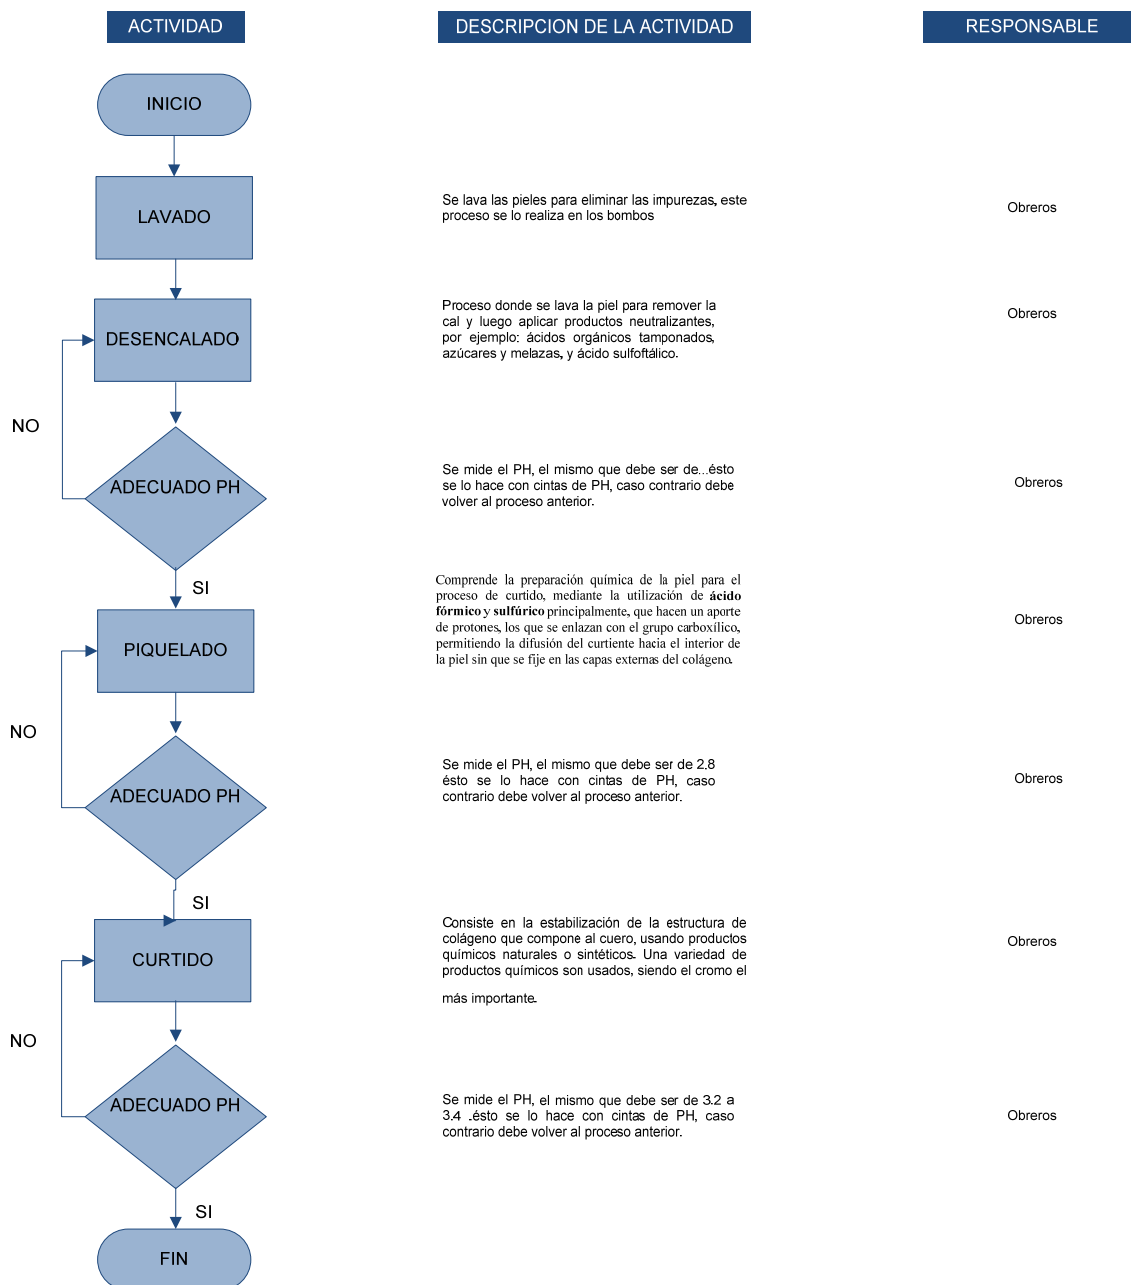 ACTIVIDAD
DESCRIPCION DE LA ACTIVIDAD
RESPONSABLE
INICIO
LAVADO
Se lava las pieles para eliminar las impurezas, este
proceso se lo realiza en los bombos
Obreros
DESENCALADO
Proceso donde se lava la piel para remover la
cal y luego aplicar productos neutralizantes,
por ejemplo: ácidos orgánicos tamponados,
azúcares y melazas, y ácido sulfoftálico.
Obreros
NO
ADECUADO PH
Se mide el PH, el mismo que debe ser de...ésto
se lo hace con cintas de PH, caso contrario debe
volver al proceso anterior.
Obreros
SI
PIQUELADO
Comprende la preparación química de la piel para el
proceso de curtido, mediante la utilización de ácido
fórmico y sulfúrico principalmente, que hacen un aporte
de protones, los que se enlazan con el grupo carboxílico,
permitiendo la difusión del curtiente hacia el interior de
la piel sin que se fije en las capas externas del colágeno.
Obreros
NO
ADECUADO PH
Se mide el PH, el mismo que debe ser de 2.8
ésto se lo hace con cintas de PH, caso
contrario debe volver al proceso anterior.
Obreros
SI
CURTIDO
Consiste en la estabilización de la estructura de
colágeno que compone al cuero, usando productos
químicos naturales o sintéticos. Una variedad de
productos químicos son usados, siendo el cromo el
más importante.
Obreros
NO
ADECUADO PH
Se mide el PH, el mismo que debe ser de 3.2 a
3.4 .ésto se lo hace con cintas de PH, caso
contrario debe volver al proceso anterior.
Obreros
SI
FIN